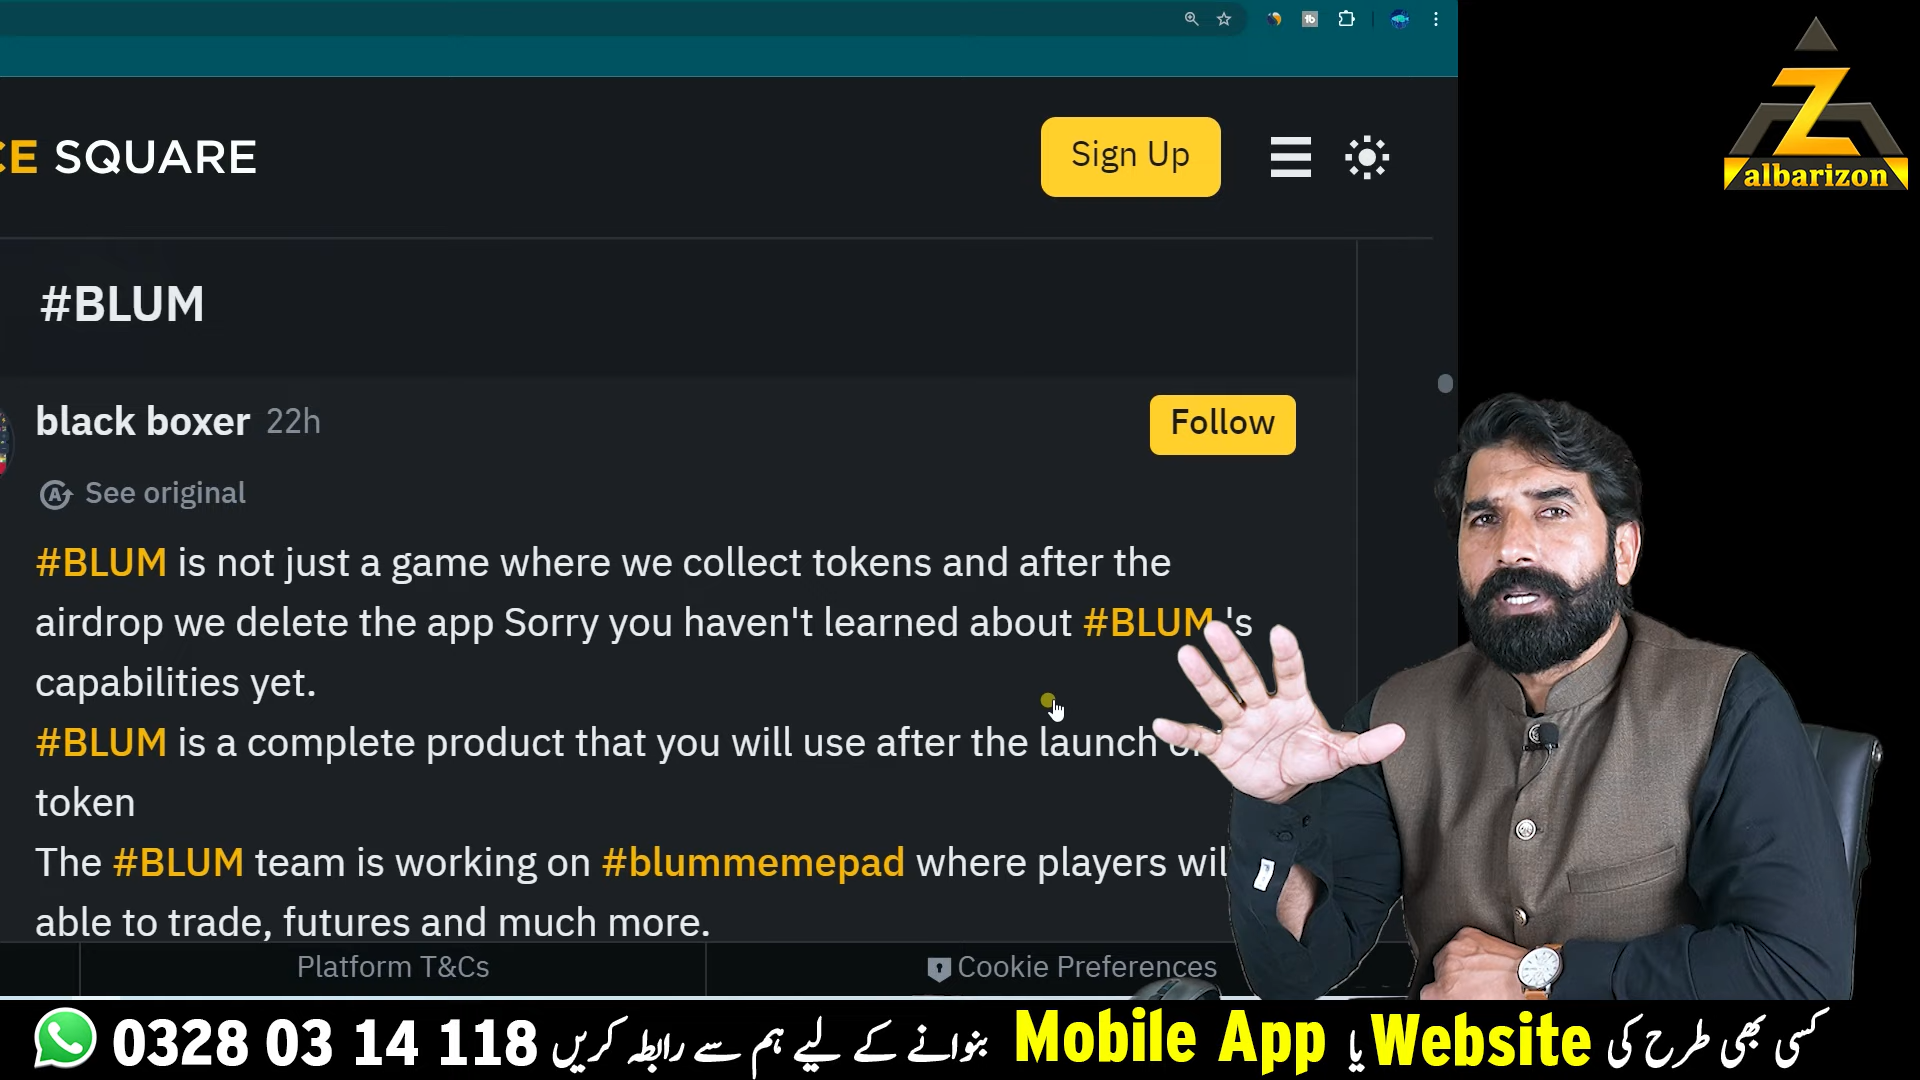 CE SQUARE
Sign Up
albarizon
#BLUM
black boxer 22h
Follow
See original
#BLUM is not just a game where we collect tokens and after the
airdrop we delete the app Sorry you haven't learned about #BLUM 's
capabilities yet.
#BLUM is a complete product that you will use after the launch of
token
The #BLUM team is working on #blummemepad where players wil
able to trade, futures and much more.
Platform T&Cs
Cookie Preferences
کسی بھی طرح کی Website یا Mobile App بنوانے کے لیے ہم سے رابطہ کریں 0328 03 14 118